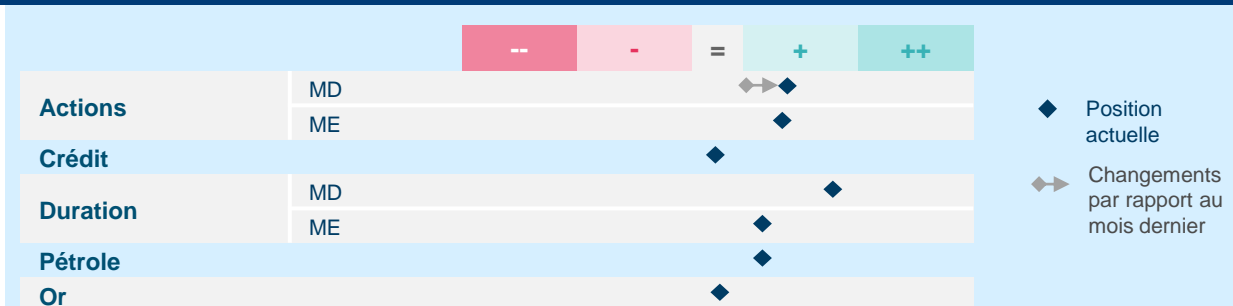 -- - = + ++
Actions MD
ME
Crédit
Duration MD
ME
Pétrole
Or
Position
actuelle
Changements
par rapport au
mois dernier